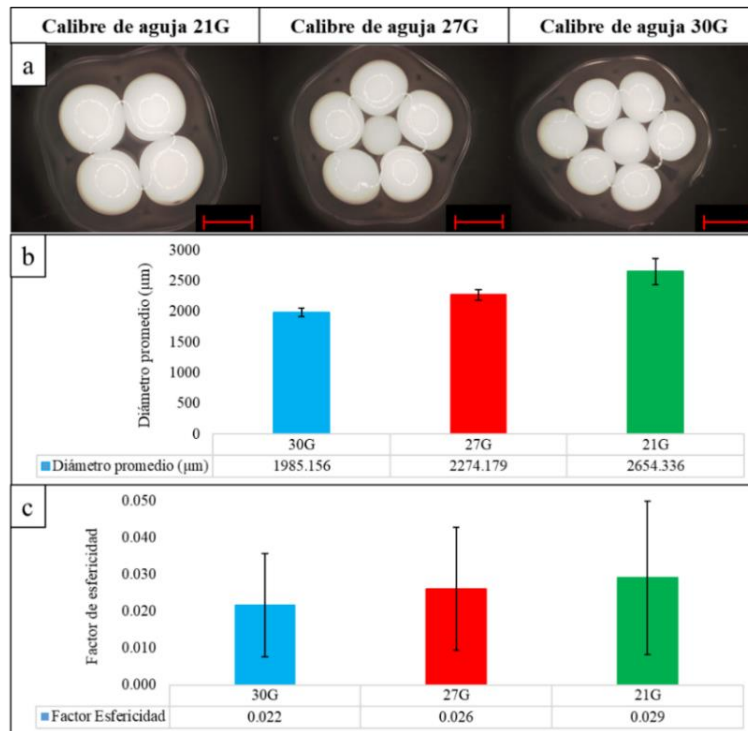 Calibre de aguja 21G Calibre de aguja 27G Calibre de aguja 30G
a
b
3000
2500
2000
1500
1000
500
0
Diámetro promedio (μm)
30G 27G 21G
Diámetro promedio (μm) 1985.156 2274.179 2654.336
c
0.050
0.040
0.030
0.020
0.010
0.000
Factor de esfericidad
30G 27G 21G
Factor Esfericidad 0.022 0.026 0.029